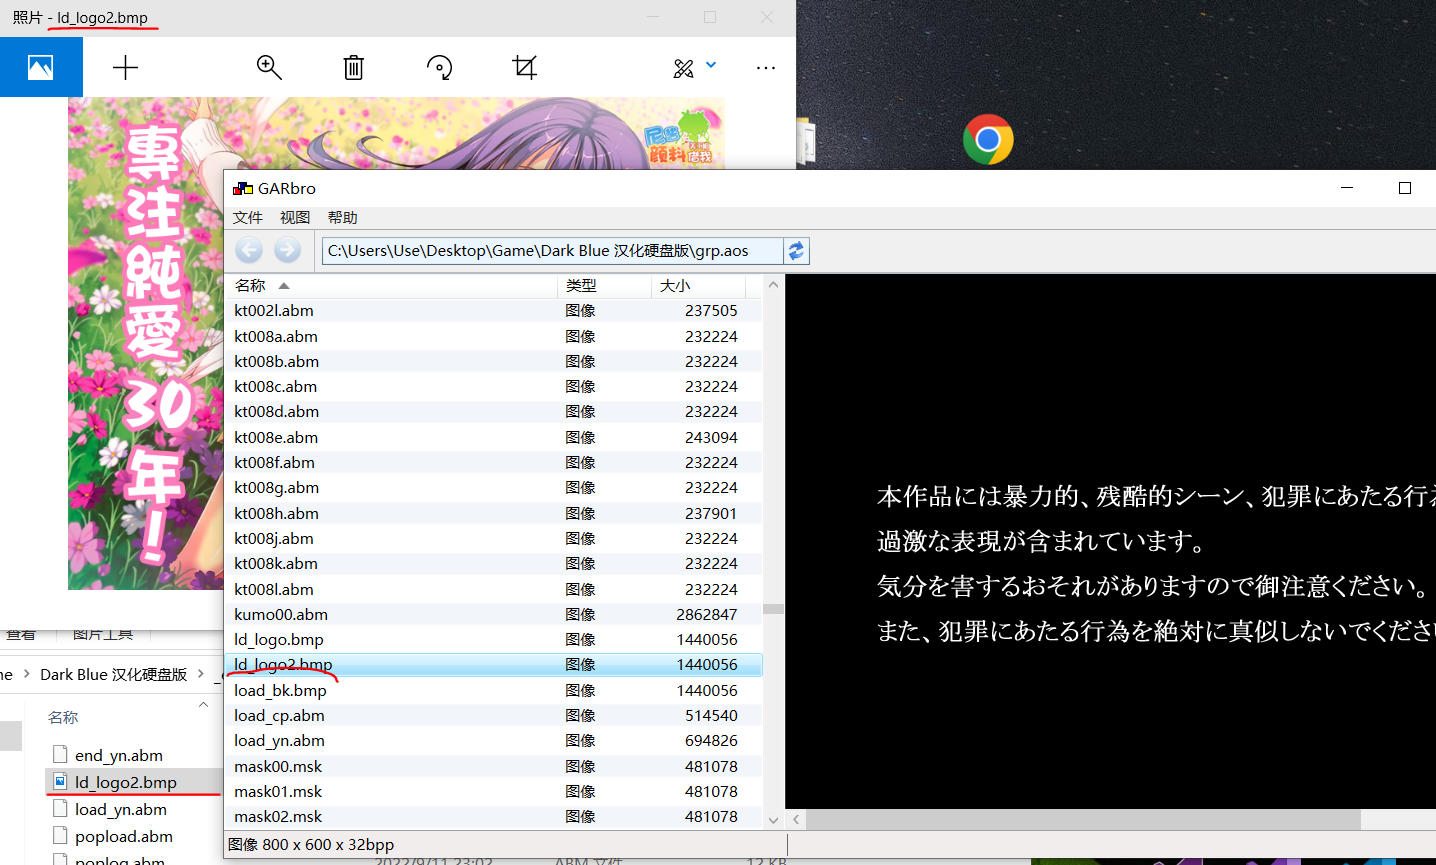 照片 - ld_logo2.bmp
專注純愛30年!
尼悠
顏料借我
GARbro
文件 视图 帮助
C:\Users\Use\Desktop\Game\Dark Blue 汉化硬盘版\grp.aos
名称 类型 大小
kt002l.abm 图像 237505
kt008a.abm 图像 232224
kt008b.abm 图像 232224
kt008c.abm 图像 232224
kt008d.abm 图像 232224
kt008e.abm 图像 243094
kt008f.abm 图像 232224
kt008g.abm 图像 232224
kt008h.abm 图像 237901
kt008j.abm 图像 232224
kt008k.abm 图像 232224
kt008l.abm 图像 232224
kumo00.abm 图像 2862847
ld_logo.bmp 图像 1440056
ld_logo2.bmp 图像 1440056
load_bk.bmp 图像 1440056
load_cp.abm 图像 514540
load_yn.abm 图像 694826
mask00.msk 图像 481078
mask01.msk 图像 481078
mask02.msk 图像 481078
图像 800 x 600 x 32bpp
本作品には暴力的、残酷的シーン、犯罪にあたる行為
過激な表現が含まれています。
気分を害するおそれがありますので御注意ください。
また、犯罪にあたる行為を絶対に真似しないでください
查看 图片工具
me > Dark Blue 汉化硬盘版 >
名称
end_yn.abm
ld_logo2.bmp
load_yn.abm
popload.abm
poplog.abm
2022/9/11 23:02 ABM 文件 12 KB